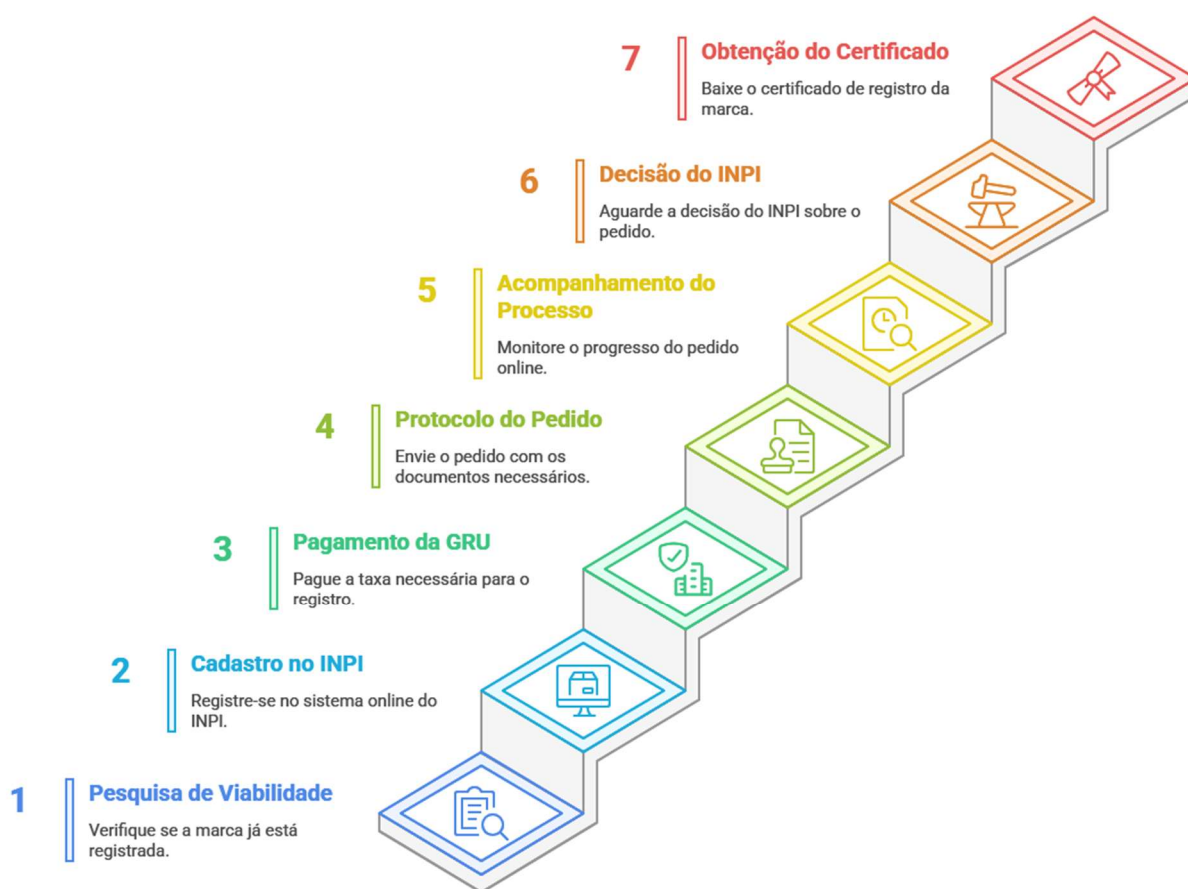 7
Obtenção do Certificado
Baixe o certificado de registro da
marca.
6
Decisão do INPI
Aguarde a decisão do INPI sobre o
pedido.
5
Acompanhamento do
Processo
Monitore o progresso do pedido
online.
4
Protocolo do Pedido
Envie o pedido com os
documentos necessários.
3
Pagamento da GRU
Pague a taxa necessária para o
registro.
2
Cadastro no INPI
Registre-se no sistema online do
INPI.
1
Pesquisa de Viabilidade
Verifique se a marca já está
registrada.